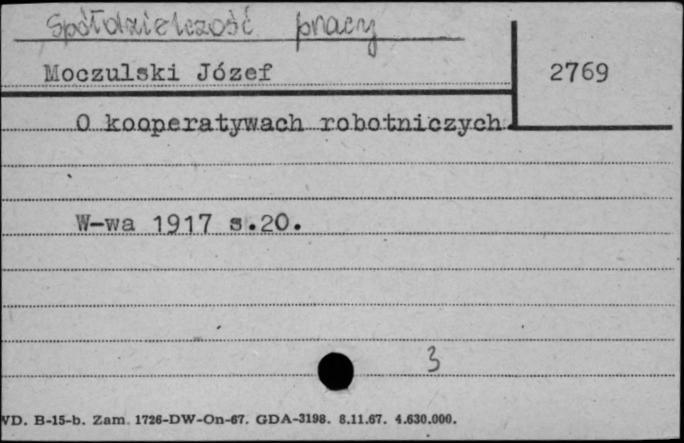 Spółdzielczość pracy
Moczulski Józef 2769
O kooperatywach robotniczych
W-wa 1917 s.20.
3
VD. B-15-b. Zam. 1726-DW-On-67. GDA-3198. 8.11.67. 4.630.000.